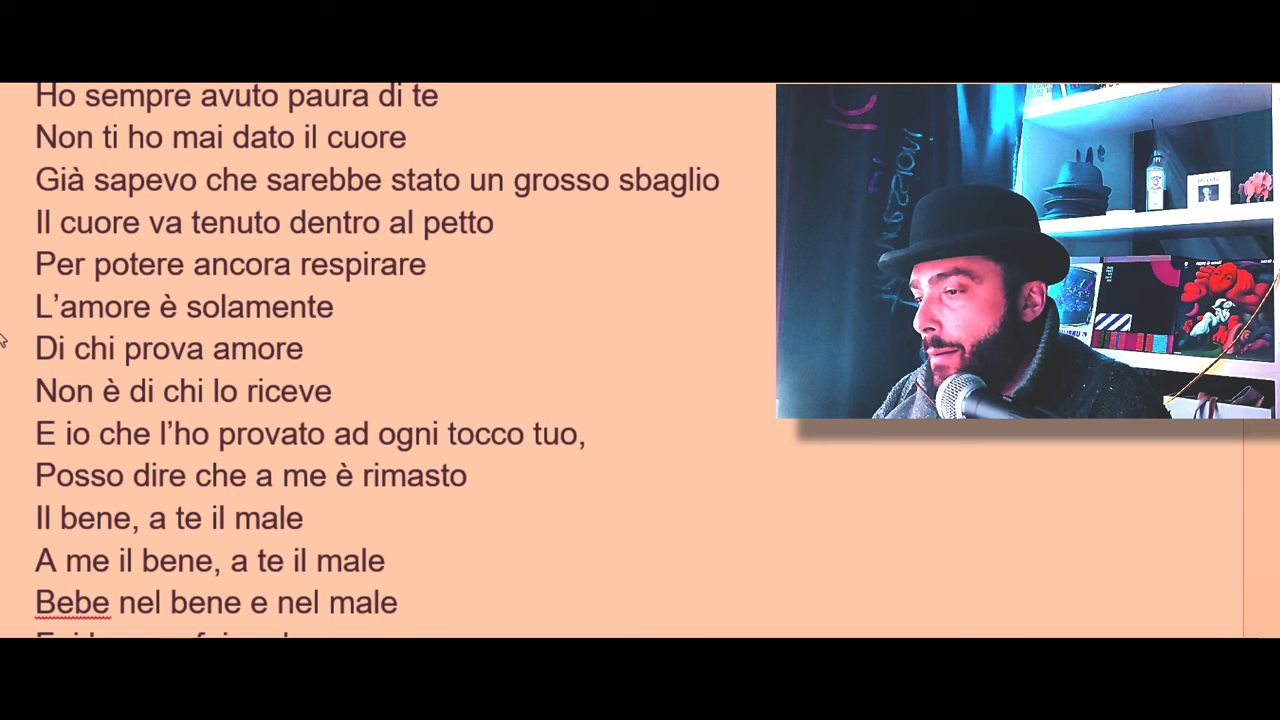 Ho sempre avuto paura di te
Non ti ho mai dato il cuore
Già sapevo che sarebbe stato un grosso sbaglio
Il cuore va tenuto dentro al petto
Per potere ancora respirare
L’amore è solamente
Di chi prova amore
Non è di chi lo riceve
E io che l’ho provato ad ogni tocco tuo,
Posso dire che a me è rimasto
Il bene, a te il male
A me il bene, a te il male
Bebe nel bene e nel male